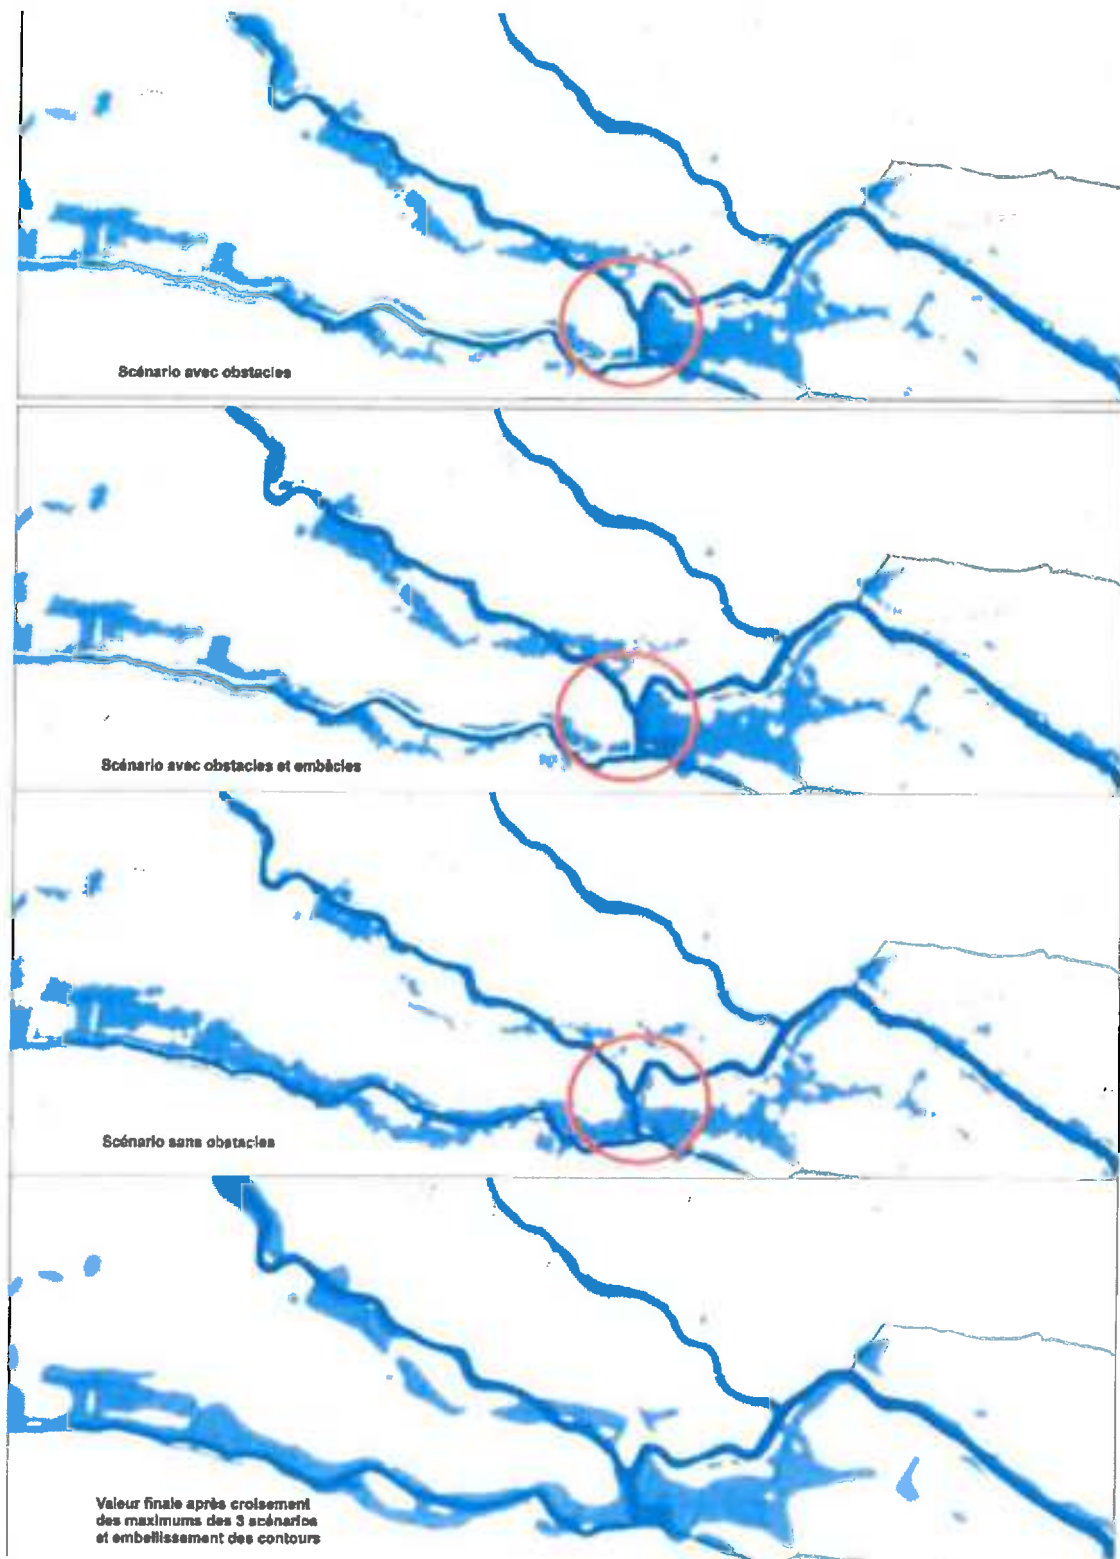 Scénario avec obstacles
Scénario avec obstacles et embâcles
Scénario sans obstacles
Valeur finale après croisement
des maximums des 3 scénarios
et embellissement des contours